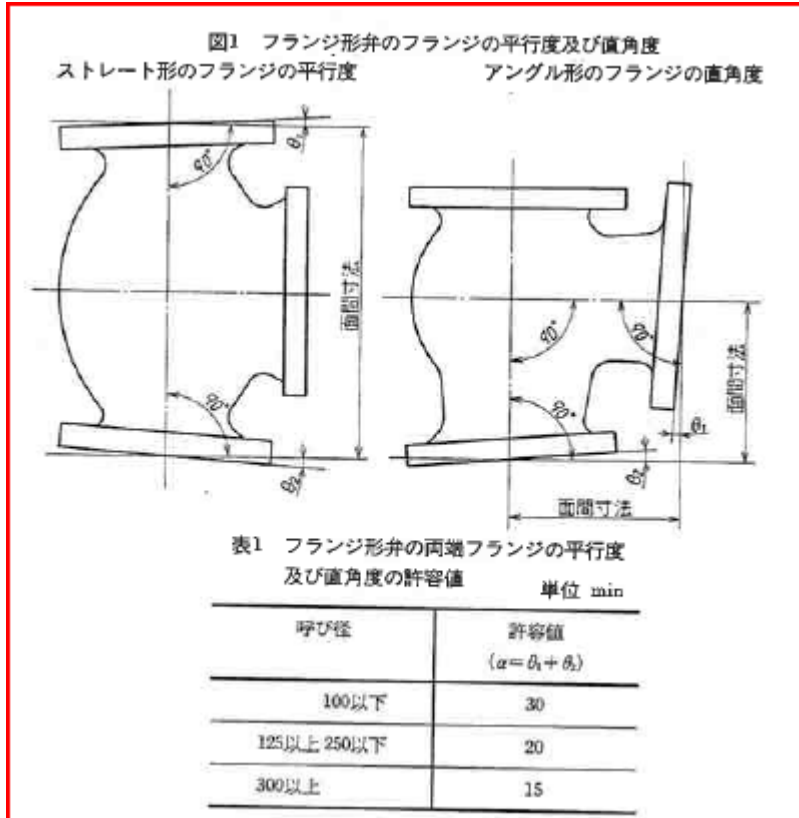 図1 フランジ形弁のフランジの平行度及び直角度
ストレート形のフランジの平行度
アングル形のフランジの直角度
θ₁
90°
面間寸法
90°
θ₂
90°
90°
90°
面間寸法
θ₁
θ₂
面間寸法
表1 フランジ形弁の両端フランジの平行度
及び直角度の許容値
単位 min
呼び径 許容値
(α=θ₁+θ₂)
100以下 30
125以上250以下 20
300以上 15